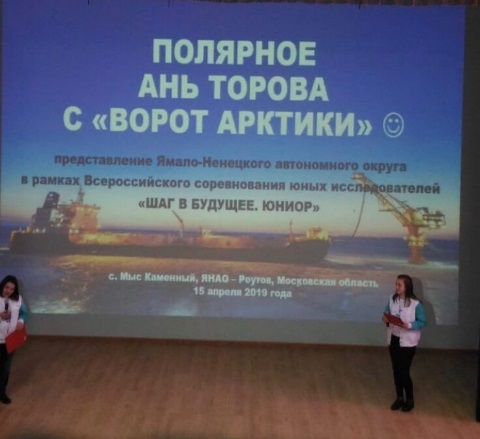 ПОЛЯРНОЕ
АНЬ ТОРОВА
С «ВОРОТ АРКТИКИ» ☺
представление Ямало-Ненецкого автономного округа
в рамках Всероссийского соревнования юных исследователей
«ШАГ В БУДУЩЕЕ. ЮНИОР»
с. Мыс Каменный, ЯНАО – Реутов, Московская область
15 апреля 2019 года